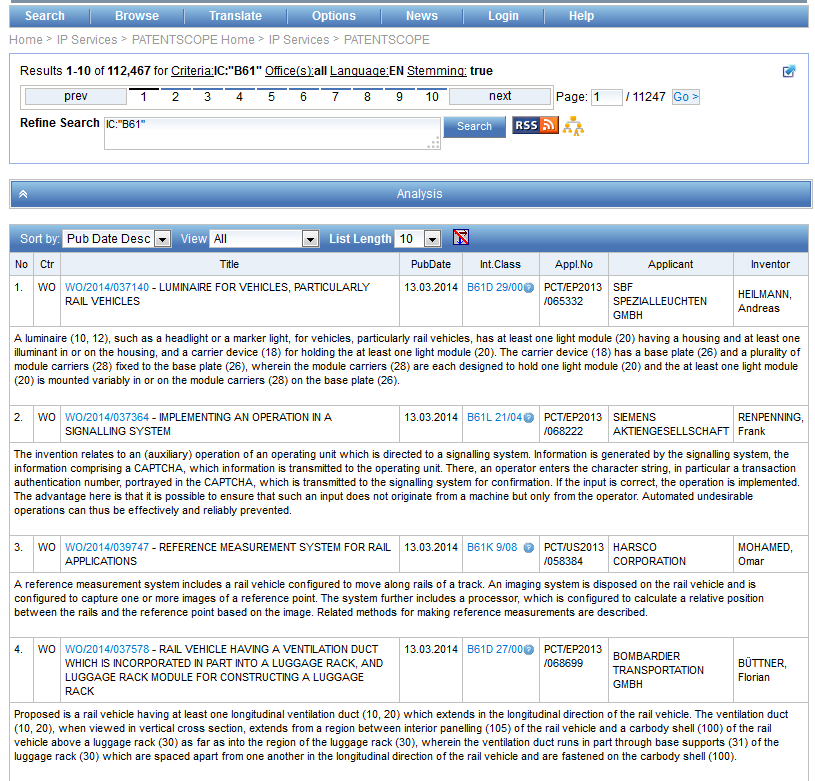 Search Browse Translate Options News Login Help
Home > IP Services > PATENTSCOPE Home > IP Services > PATENTSCOPE
Results 1-10 of 112,467 for Criteria:IC:"B61" Office(s):all Language:EN Stemming: true
prev 1 2 3 4 5 6 7 8 9 10 next Page: 1 / 11247 Go >
Refine Search IC:"B61" Search RSS
Analysis
Sort by: Pub Date Desc View All List Length 10
No Ctr Title PubDate Int.Class Appl.No Applicant Inventor
1. WO WO/2014/037140 - LUMINAIRE FOR VEHICLES, PARTICULARLY RAIL VEHICLES 13.03.2014 B61D 29/00 PCT/EP2013/065332 SBF SPEZIALLEUCHTEN GMBH HEILMANN, Andreas
A luminaire (10, 12), such as a headlight or a marker light, for vehicles, particularly rail vehicles, has at least one light module (20) having a housing and at least one
illuminant in or on the housing, and a carrier device (18) for holding the at least one light module (20). The carrier device (18) has a base plate (26) and a plurality of
module carriers (28) fixed to the base plate (26), wherein the module carriers (28) are each designed to hold one light module (20) and the at least one light module
(20) is mounted variably in or on the module carriers (28) on the base plate (26).
2. WO WO/2014/037364 - IMPLEMENTING AN OPERATION IN A SIGNALLING SYSTEM 13.03.2014 B61L 21/04 PCT/EP2013/068222 SIEMENS AKTIENGESELLSCHAFT RENPENNING, Frank
The invention relates to an (auxiliary) operation of an operating unit which is directed to a signalling system. Information is generated by the signalling system, the
information comprising a CAPTCHA, which information is transmitted to the operating unit. There, an operator enters the character string, in particular a transaction
authentication number, portrayed in the CAPTCHA, which is transmitted to the signalling system for confirmation. If the input is correct, the operation is implemented.
The advantage here is that it is possible to ensure that such an input does not originate from a machine but only from the operator. Automated undesirable
operations can thus be effectively and reliably prevented.
3. WO WO/2014/039747 - REFERENCE MEASUREMENT SYSTEM FOR RAIL APPLICATIONS 13.03.2014 B61K 9/08 PCT/US2013/058384 HARSCO CORPORATION MOHAMED, Omar
A reference measurement system includes a rail vehicle configured to move along rails of a track. An imaging system is disposed on the rail vehicle and is
configured to capture one or more images of a reference point. The system further includes a processor, which is configured to calculate a relative position
between the rails and the reference point based on the image. Related methods for making reference measurements are described.
4. WO WO/2014/037578 - RAIL VEHICLE HAVING A VENTILATION DUCT WHICH IS INCORPORATED IN PART INTO A LUGGAGE RACK, AND LUGGAGE RACK MODULE FOR CONSTRUCTING A LUGGAGE RACK 13.03.2014 B61D 27/00 PCT/EP2013/068699 BOMBARDIER TRANSPORTATION GMBH BÜTTNER, Florian
Proposed is a rail vehicle having at least one longitudinal ventilation duct (10, 20) which extends in the longitudinal direction of the rail vehicle. The ventilation duct
(10, 20), when viewed in vertical cross section, extends from a region between interior panelling (105) of the rail vehicle and a carbody shell (100) of the rail
vehicle above a luggage rack (30) as far as into the region of the luggage rack (30), wherein the ventilation duct runs in part through base supports (31) of the
luggage rack (30) which are spaced apart from one another in the longitudinal direction of the rail vehicle and are fastened on the carbody shell (100).